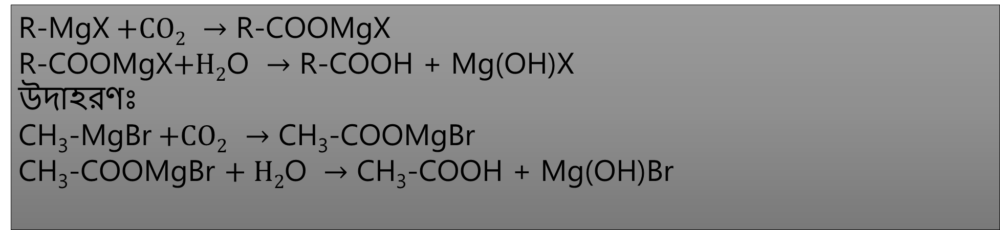 R-MgX +CO₂ → R-COOMgX
R-COOMgX+H₂O → R-COOH + Mg(OH)X
উদাহরণঃ
CH₃-MgBr +CO₂ → CH₃-COOMgBr
CH₃-COOMgBr + H₂O → CH₃-COOH + Mg(OH)Br